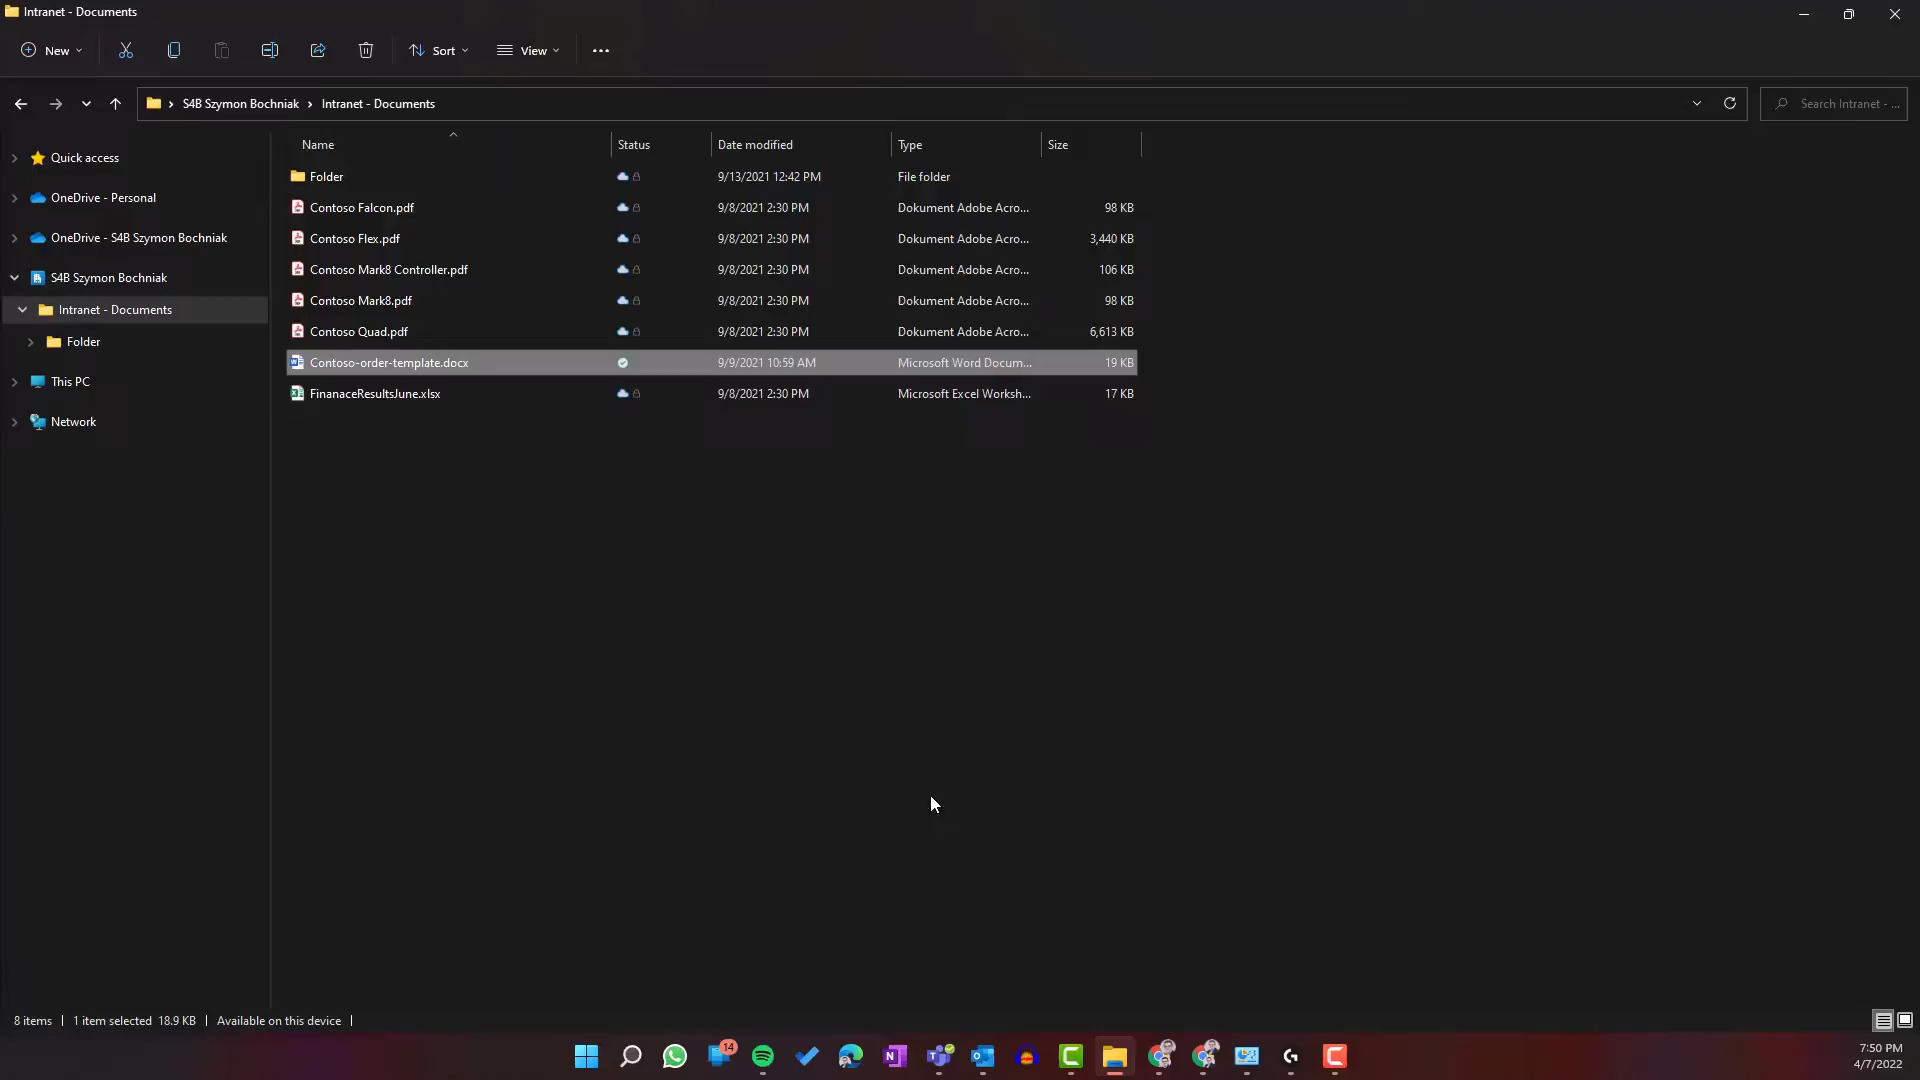 Intranet - Documents
New
Sort
View
S4B Szymon Bochniak
Intranet - Documents
Search Intranet - ...
Name
Status
Date modified
Type
Size
Quick access
OneDrive - Personal
OneDrive - S4B Szymon Bochniak
S4B Szymon Bochniak
Intranet - Documents
Folder
This PC
Network
Folder 9/13/2021 12:42 PM File folder
Contoso Falcon.pdf 9/8/2021 2:30 PM Dokument Adobe Acro... 98 KB
Contoso Flex.pdf 9/8/2021 2:30 PM Dokument Adobe Acro... 3,440 KB
Contoso Mark8 Controller.pdf 9/8/2021 2:30 PM Dokument Adobe Acro... 106 KB
Contoso Mark8.pdf 9/8/2021 2:30 PM Dokument Adobe Acro... 98 KB
Contoso Quad.pdf 9/8/2021 2:30 PM Dokument Adobe Acro... 6,613 KB
Contoso-order-template.docx 9/9/2021 10:59 AM Microsoft Word Docum... 19 KB
FinanaceResultsJune.xlsx 9/8/2021 2:30 PM Microsoft Excel Worksh... 17 KB
8 items 1 item selected 18.9 KB Available on this device
14
7:50 PM
4/7/2022